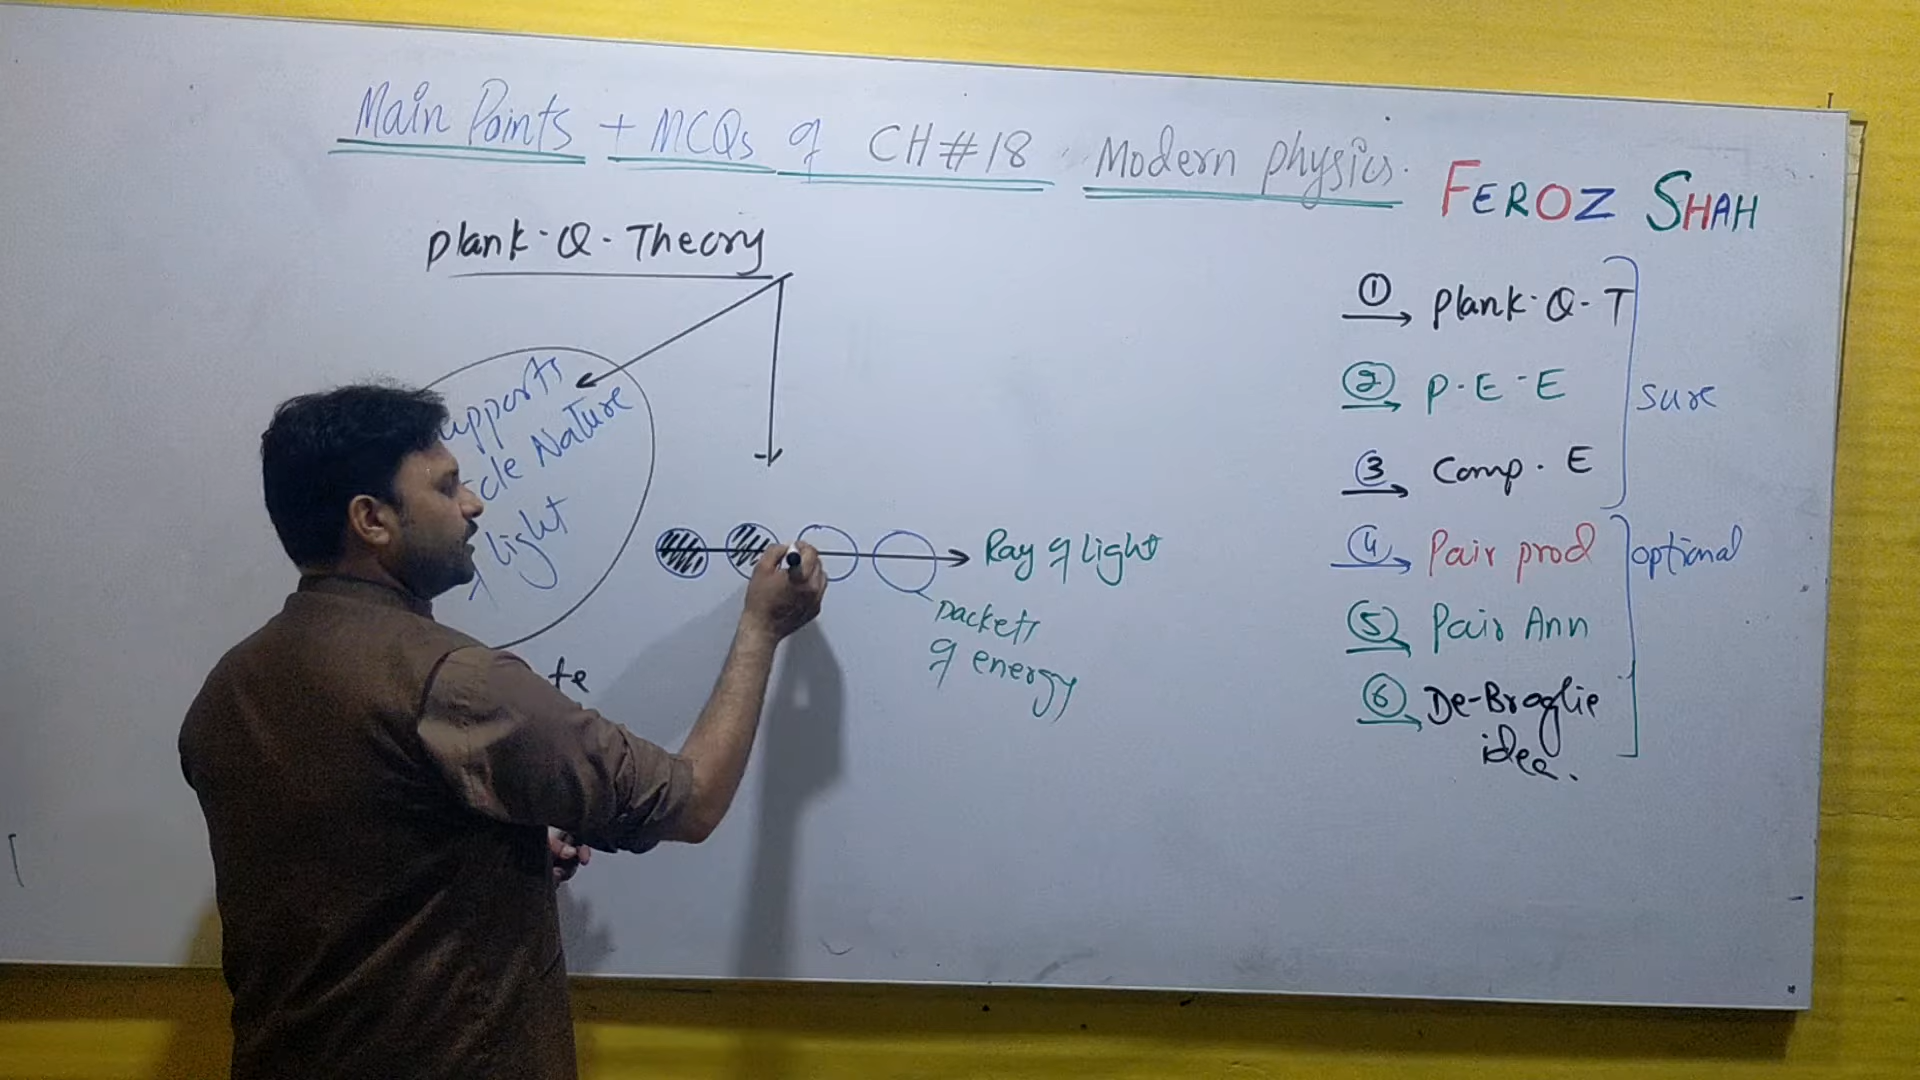 Main Points + MCQs of CH#18 Modern physics.
FEROZ SHAH
Plank-Q-Theory
upports
cle Nature
light
Ray of light
packets
of energy
te
① Plank-Q-T
② P-E-E
③ Comp. E
sure
④ Pair prod
⑤ Pair Ann
⑥ De-Broglie
idea.
optional